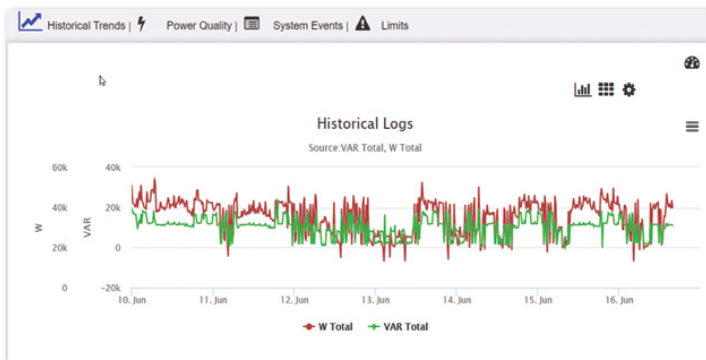 Historical Trends | Power Quality | System Events | Limits
Historical Logs
Source:VAR Total, W Total
60k 40k
40k 20k
20k 0
0 -20k
W
VAR
10. Jun 11. Jun 12. Jun 13. Jun 14. Jun 15. Jun 16. Jun
W Total VAR Total